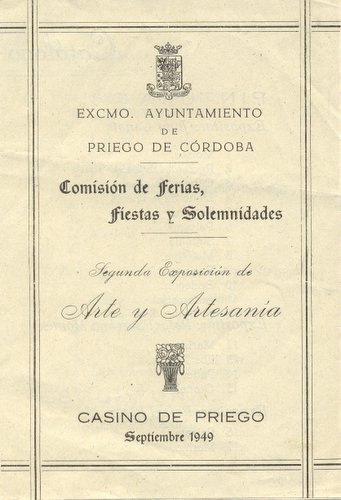 EXCMO. AYUNTAMIENTO
DE
PRIEGO DE CÓRDOBA
Comisión de Ferias,
Fiestas y Solemnidades
Segunda Exposición de
Arte y Artesanía
CASINO DE PRIEGO
Septiembre 1949